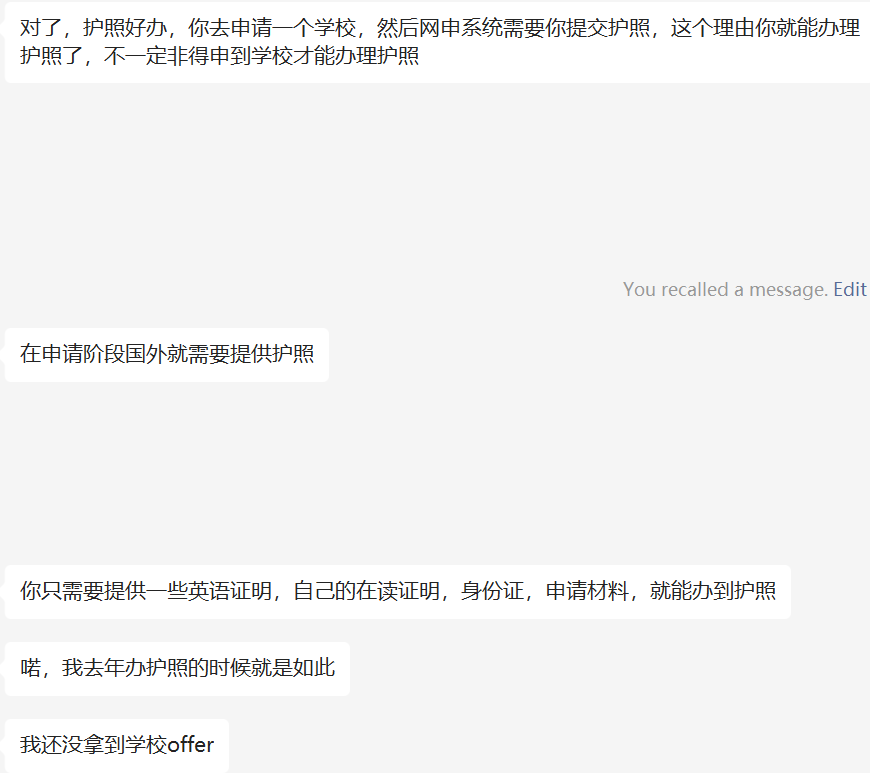 对了，护照好办，你去申请一个学校，然后网申系统需要你提交护照，这个理由你就能办理
护照了，不一定非得申到学校才能办理护照
You recalled a message. Edit
在申请阶段国外就需要提供护照
你只需要提供一些英语证明，自己的在读证明，身份证，申请材料，就能办到护照
喏，我去年办护照的时候就是如此
我还没拿到学校offer